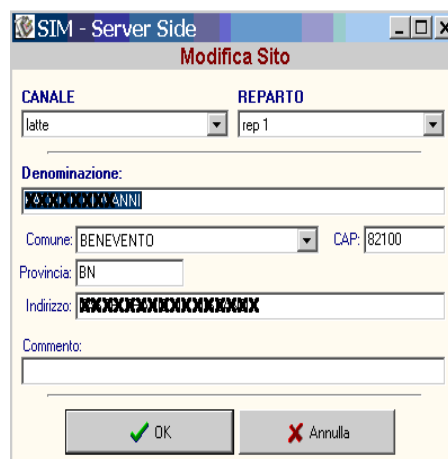 SIM - Server Side
Modifica Sito
CANALE REPARTO
latte rep 1
Denominazione:
ANNI
Comune: BENEVENTO CAP: 82100
Provincia: BN
Indirizzo:
Commento:
OK Annulla